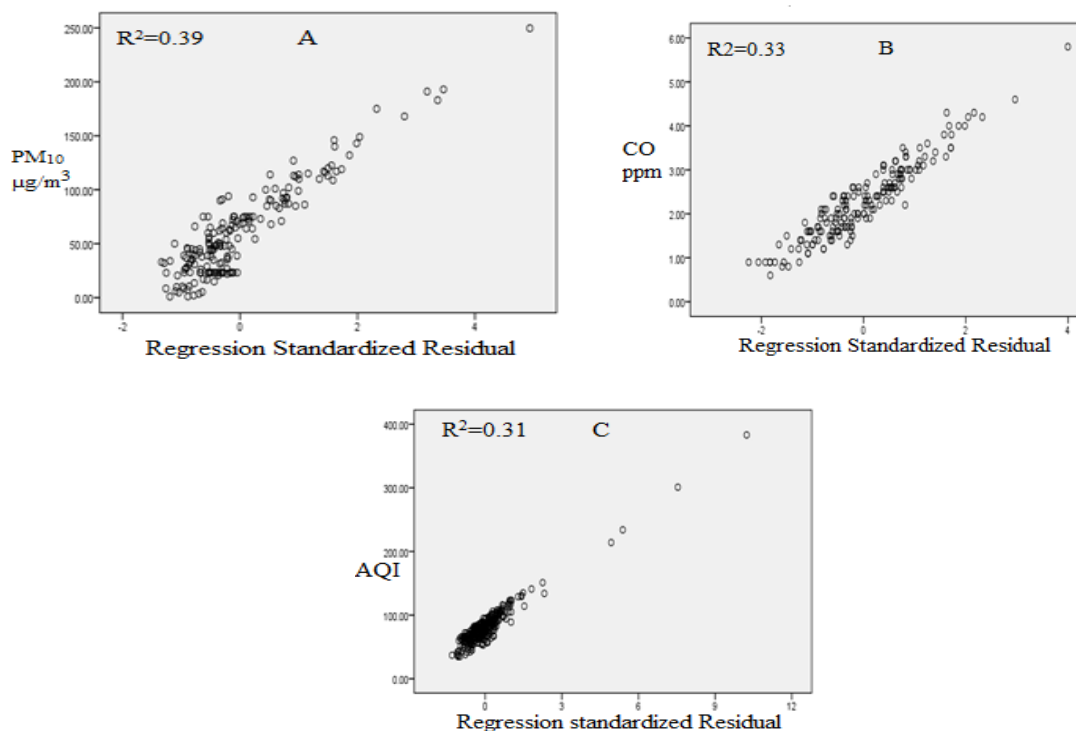 R²=0.39 A
250.00
200.00
150.00
100.00
50.00
0.00
PM₁₀
µg/m³
-2 0 2 4
Regression Standardized Residual
R2=0.33 B
6.00
5.00
4.00
3.00
2.00
1.00
0.00
CO
ppm
-2 0 2 4
Regression Standardized Residual
R²=0.31 C
400.00
300.00
200.00
100.00
0.00
AQI
0 3 6 9 12
Regression standardized Residual